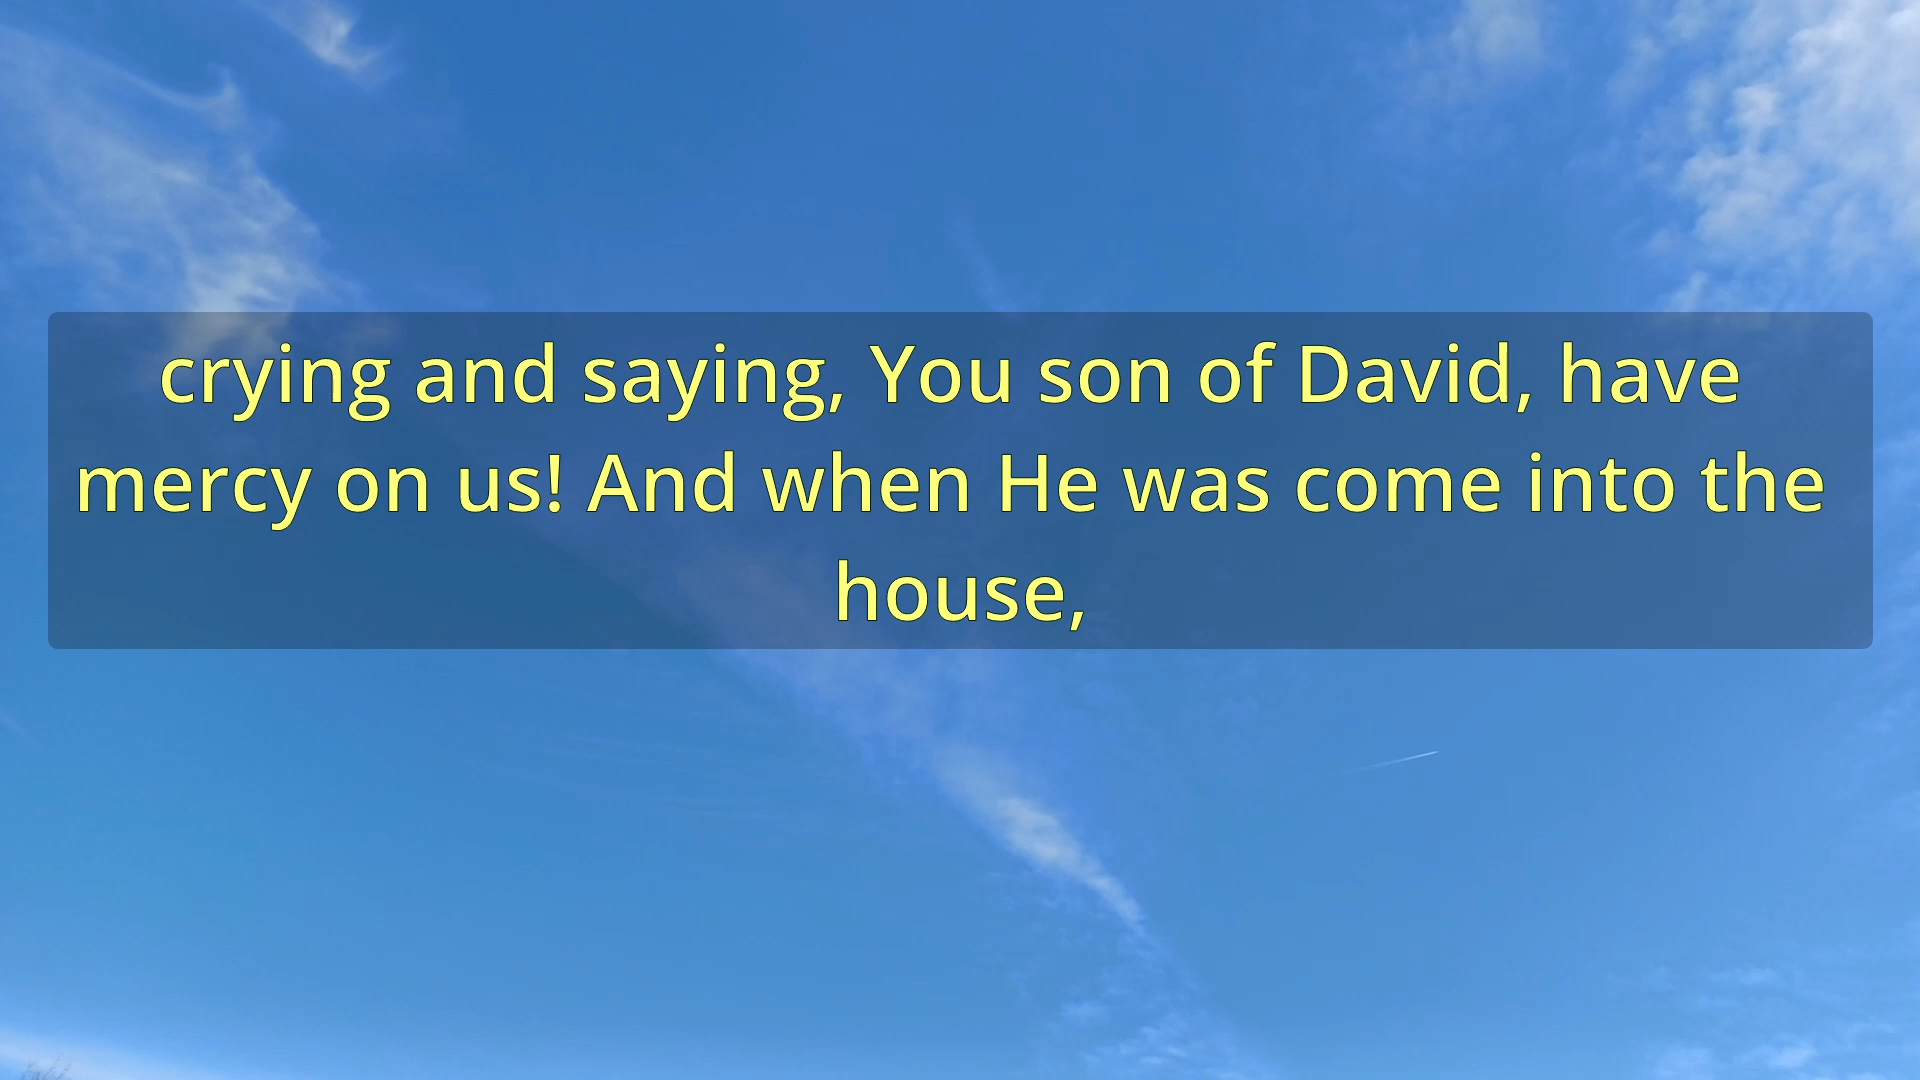 crying and saying, You son of David, have
mercy on us! And when He was come into the
house,